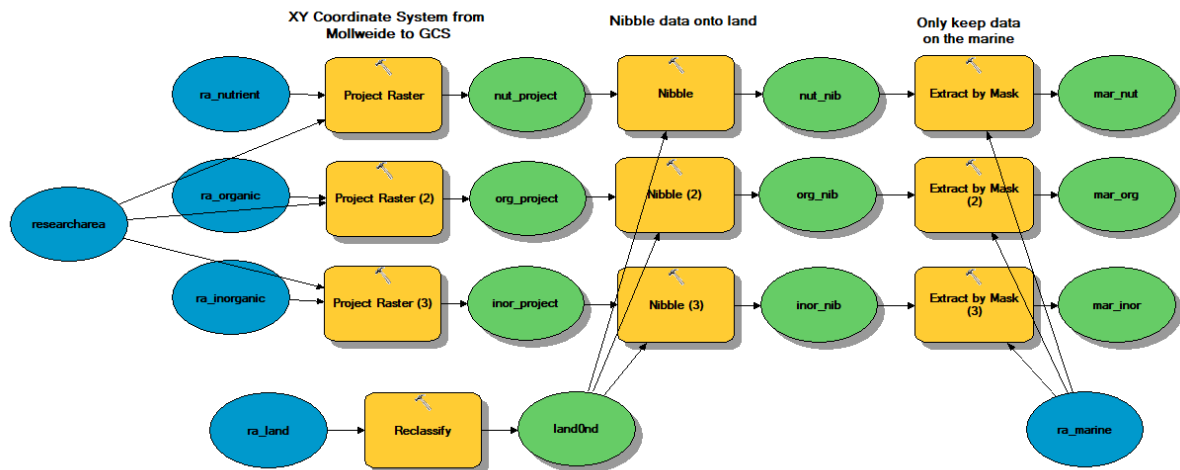 XY Coordinate System from
Mollweide to GCS
Nibble data onto land
Only keep data
on the marine
ra_nutrient
Project Raster
nut_project
Nibble
nut_nib
Extract by Mask
mar_nut
researcharea
ra_organic
Project Raster (2)
org_project
Nibble (2)
org_nib
Extract by Mask
(2)
mar_org
ra_inorganic
Project Raster (3)
inor_project
Nibble (3)
inor_nib
Extract by Mask
(3)
mar_inor
ra_land
Reclassify
land0nd
ra_marine